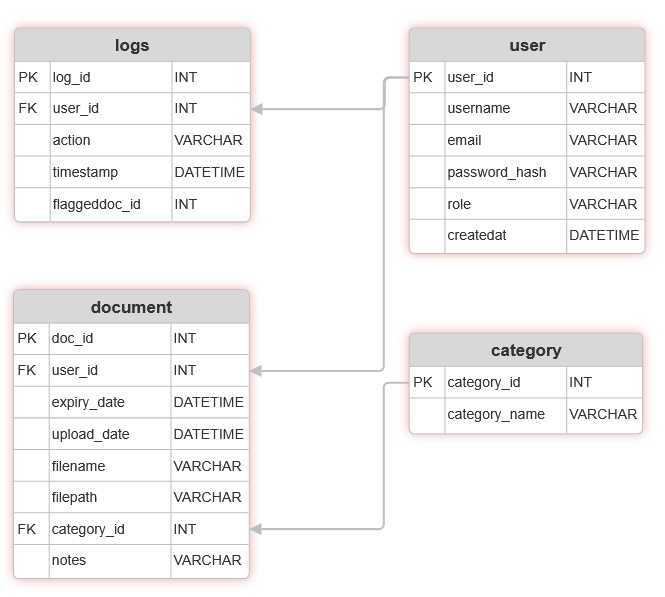 logs
PK log_id INT
FK user_id INT
action VARCHAR
timestamp DATETIME
flaggeddoc_id INT
user
PK user_id INT
username VARCHAR
email VARCHAR
password_hash VARCHAR
role VARCHAR
createdat DATETIME
document
PK doc_id INT
FK user_id INT
expiry_date DATETIME
upload_date DATETIME
filename VARCHAR
filepath VARCHAR
FK category_id INT
notes VARCHAR
category
PK category_id INT
category_name VARCHAR